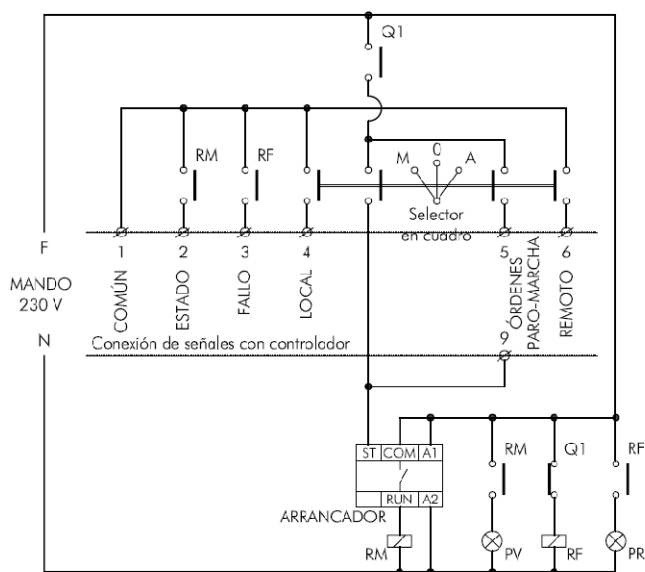 Q1
RM
RF
M
0
A
Selector
en cuadro
F
MANDO
230 V
N
1
2
3
4
5
6
COMÚN
ESTADO
FALLO
LOCAL
ÓRDENES
PARO-MARCHA
REMOTO
9
Conexión de señales con controlador
ST COM A1
RUN A2
ARRANCADOR
RM
RM
PV
Q1
RF
RF
PR